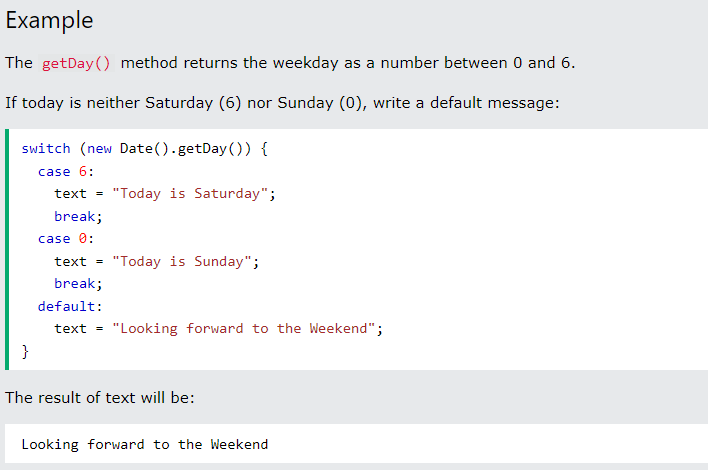 Example
The getDay() method returns the weekday as a number between 0 and 6.
If today is neither Saturday (6) nor Sunday (0), write a default message:
switch (new Date().getDay()) {
  case 6:
    text = "Today is Saturday";
    break;
  case 0:
    text = "Today is Sunday";
    break;
  default:
    text = "Looking forward to the Weekend";
}
The result of text will be:
Looking forward to the Weekend